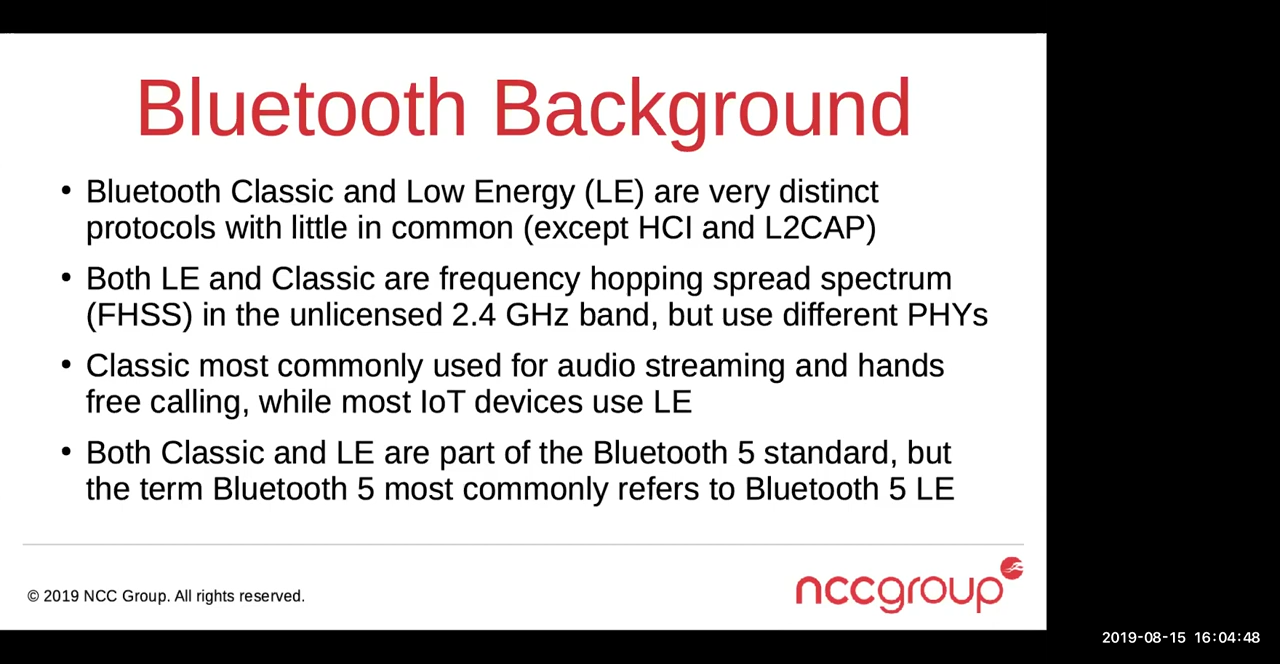 Bluetooth Background
• Bluetooth Classic and Low Energy (LE) are very distinct
protocols with little in common (except HCI and L2CAP)
• Both LE and Classic are frequency hopping spread spectrum
(FHSS) in the unlicensed 2.4 GHz band, but use different PHYs
• Classic most commonly used for audio streaming and hands
free calling, while most IoT devices use LE
• Both Classic and LE are part of the Bluetooth 5 standard, but
the term Bluetooth 5 most commonly refers to Bluetooth 5 LE
© 2019 NCC Group. All rights reserved.
nccgroup
2019-08-15 16:04:48